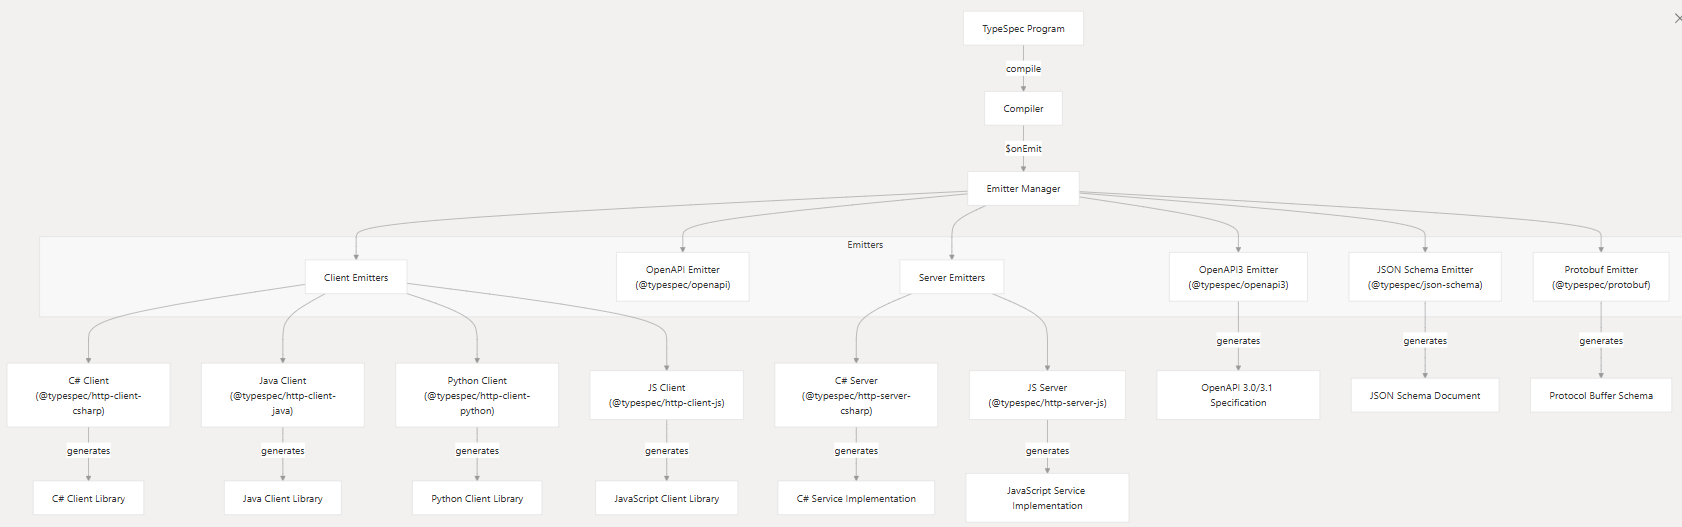 TypeSpec Program
compile
Compiler
$onEmit
Emitter Manager
Emitters
Client Emitters
OpenAPI Emitter
(@typespec/openapi)
Server Emitters
OpenAPI3 Emitter
(@typespec/openapi3)
JSON Schema Emitter
(@typespec/json-schema)
Protobuf Emitter
(@typespec/protobuf)
generates
generates
generates
C# Client
(@typespec/http-client-
csharp)
Java Client
(@typespec/http-client-
java)
Python Client
(@typespec/http-client-
python)
JS Client
(@typespec/http-client-js)
C# Server
(@typespec/http-server-
csharp)
JS Server
(@typespec/http-server-js)
OpenAPI 3.0/3.1
Specification
JSON Schema Document
Protocol Buffer Schema
generates
generates
generates
generates
generates
generates
C# Client Library
Java Client Library
Python Client Library
JavaScript Client Library
C# Service Implementation
JavaScript Service
Implementation